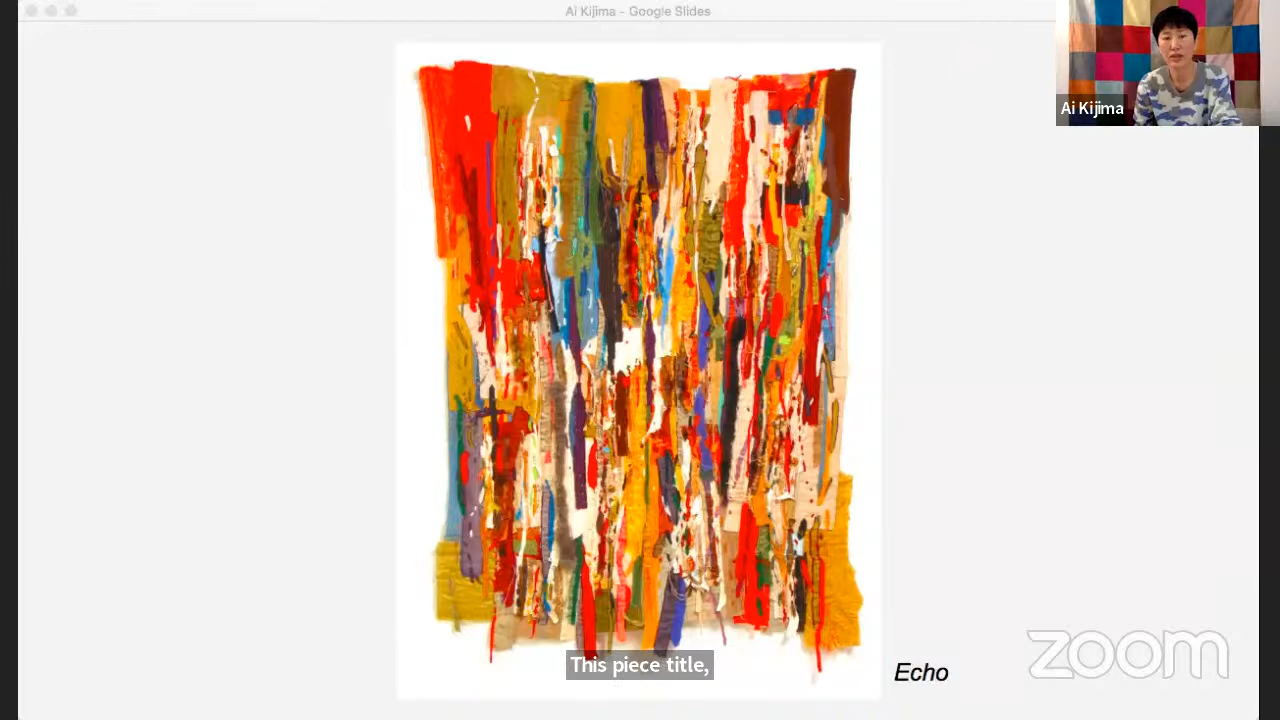 Ai Kijima - Google Slides
Ai Kijima
This piece title,
Echo
zoom